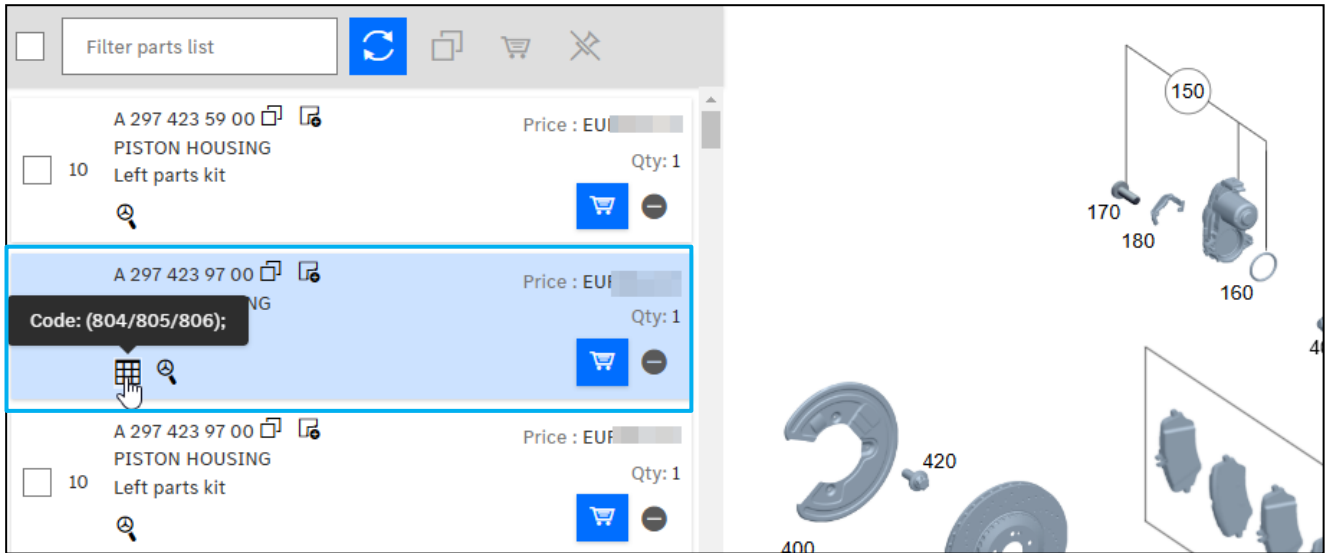 Filter parts list
A 297 423 59 00
Price : EU
PISTON HOUSING
Qty: 1
10
Left parts kit
A 297 423 97 00
Price : EU
NG
Qty: 1
Code: (804/805/806);
A 297 423 97 00
Price : EU
PISTON HOUSING
Qty: 1
10
Left parts kit
150
170
180
160
420
400